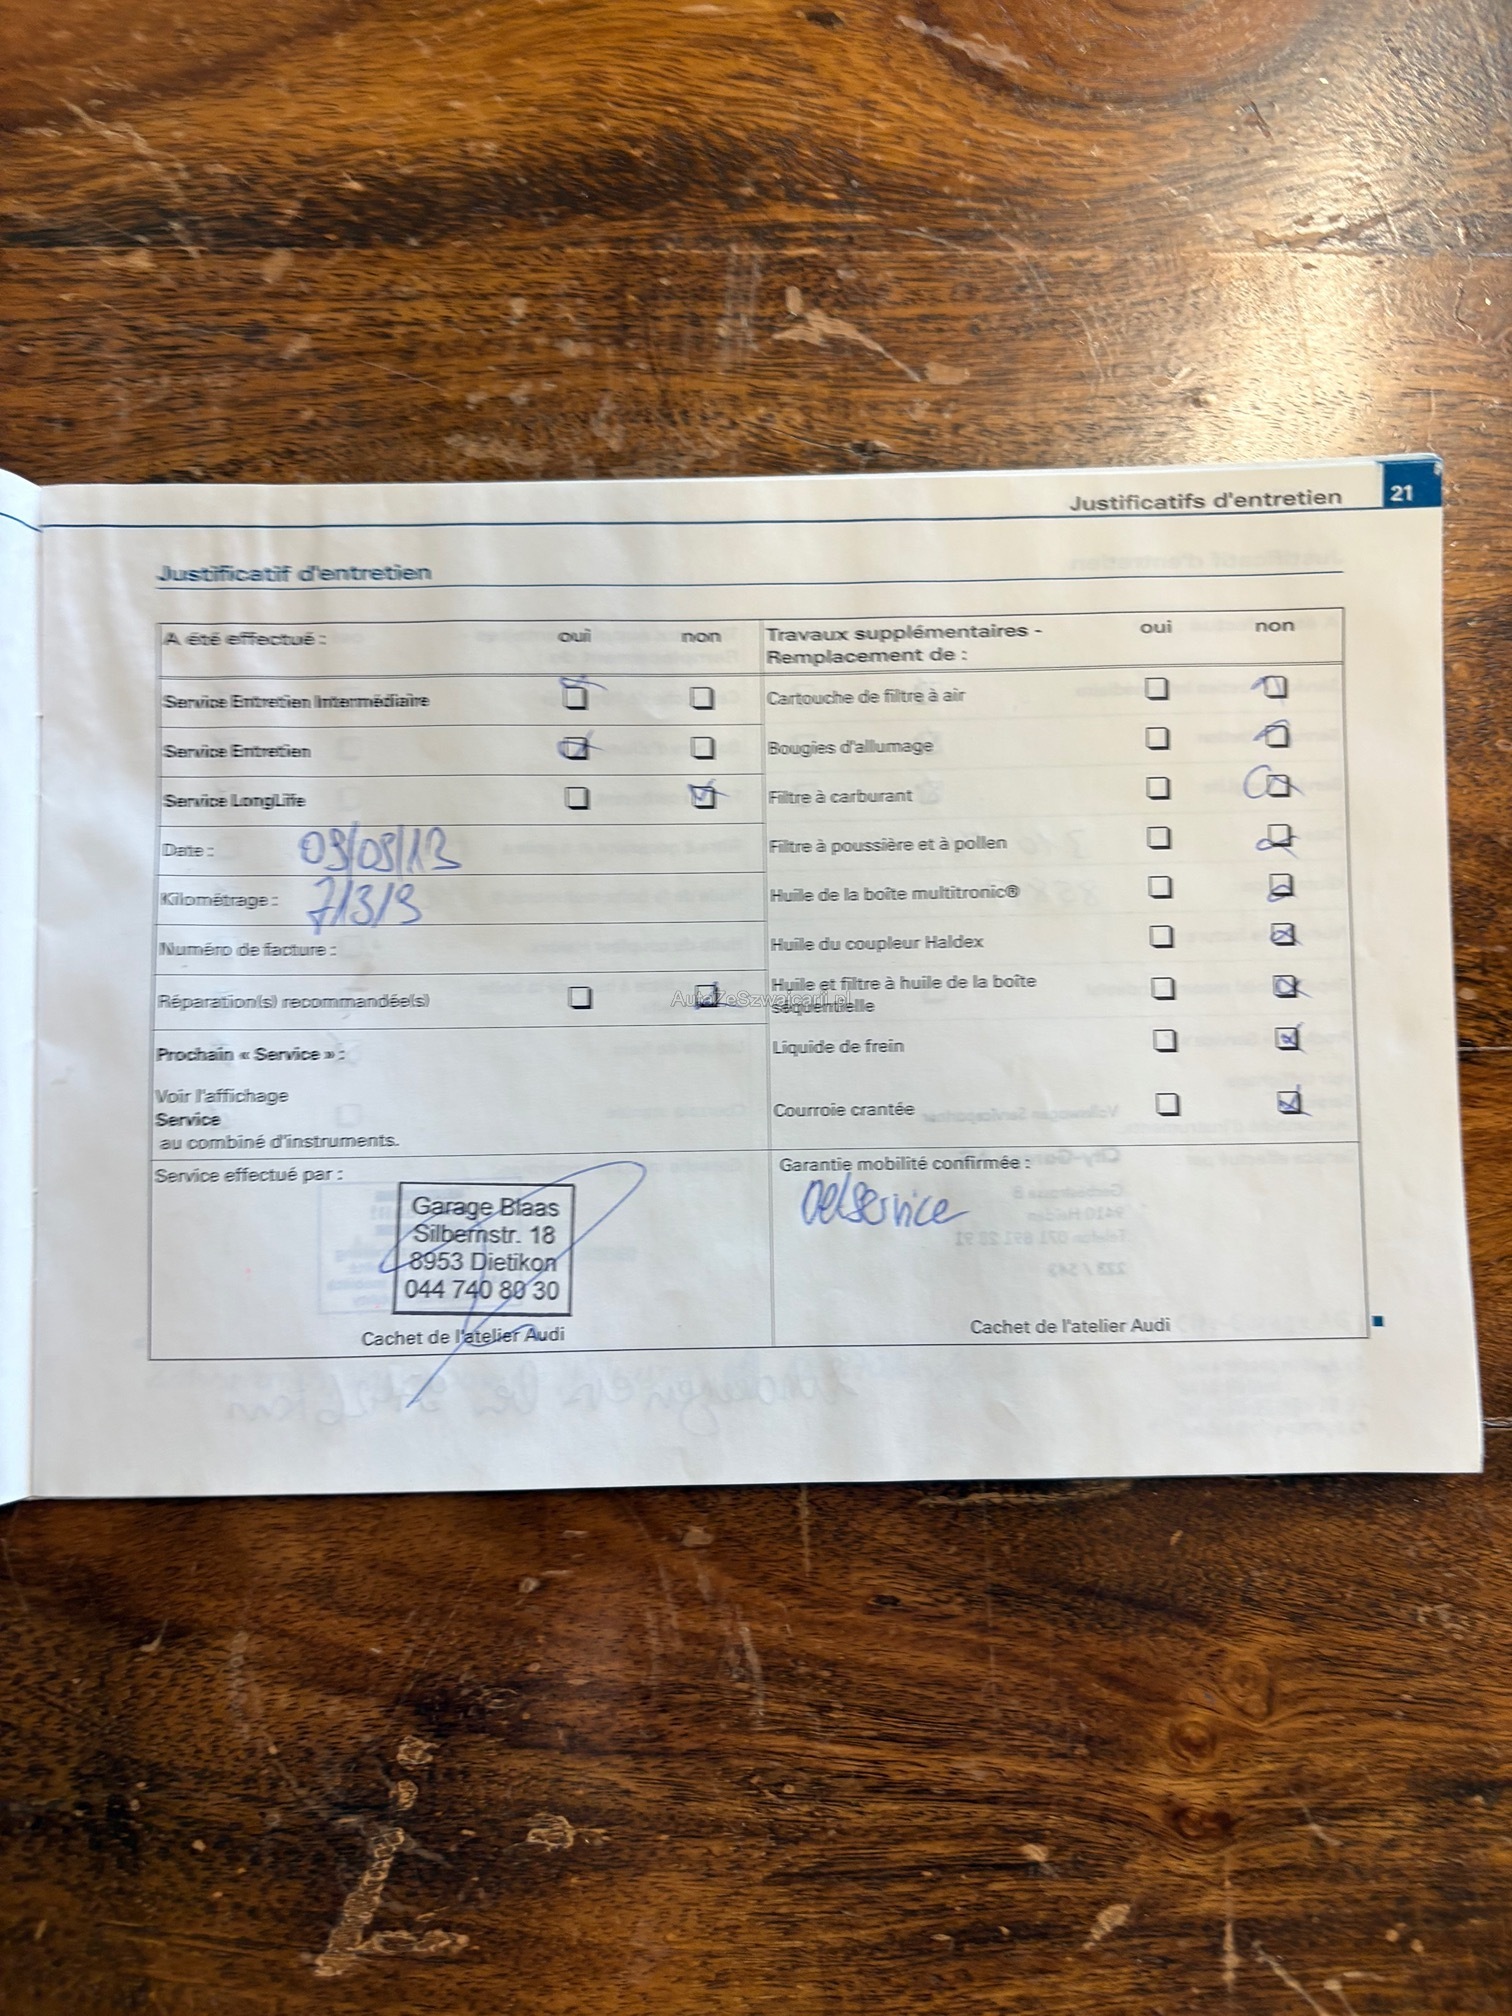 Justificatifs d'entretien 21
Justificatif d'entretien
A été effectué : oui non
Service Entretien Intermédiaire
Service Entretien
Service LongLife
Date : 09/09/13
Kilométrage : 71319
Numéro de facture :
Réparation(s) recommandée(s)
Prochain « Service » :
Voir l'affichage
Service
au combiné d'instruments.
Service effectué par :
Garage Blaas
Silbernstr. 18
8953 Dietikon
044 740 80 30
Cachet de l'atelier Audi
Travaux supplémentaires - oui non
Remplacement de :
Cartouche de filtre à air
Bougies d'allumage
Filtre à carburant
Filtre à poussière et à pollen
Huile de la boîte multitronic®
Huile du coupleur Haldex
Huile et filtre à huile de la boîte
séquentielle
Liquide de frein
Courroie crantée
Garantie mobilité confirmée :
Oelservice
Cachet de l'atelier Audi
AutoZeSzwajcarii.pl